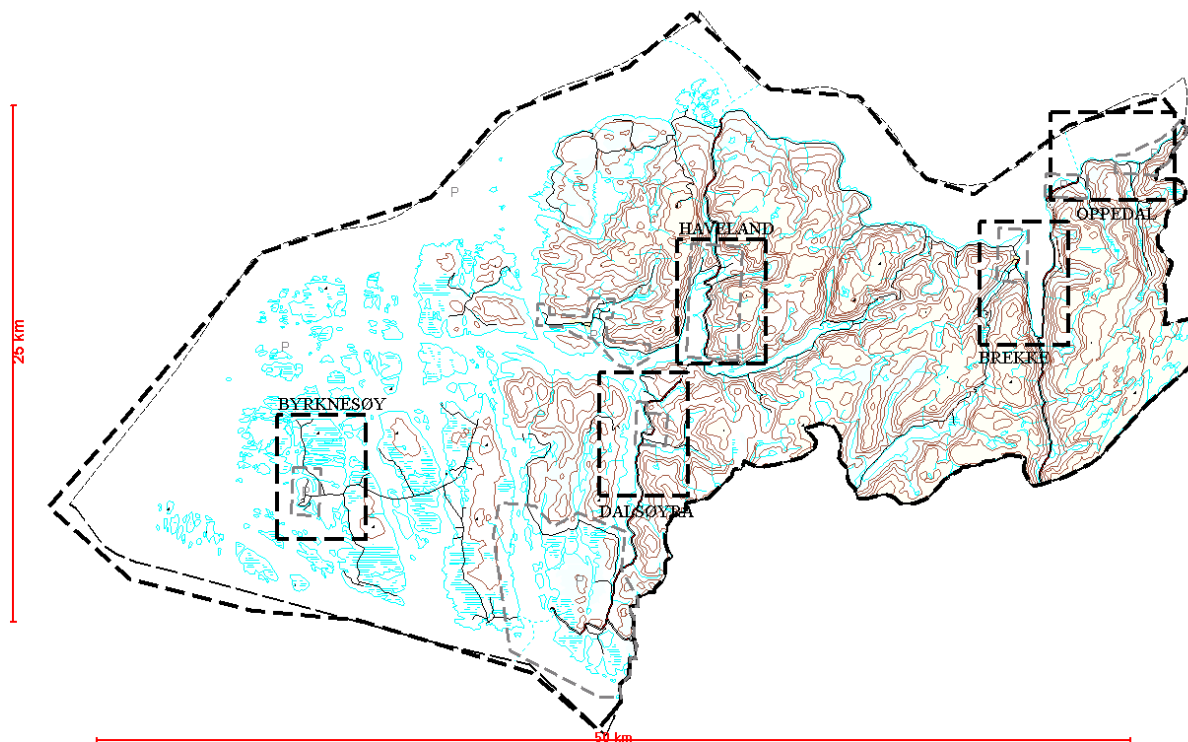 P
HAVELAND
OPPEDAL
25 km
P
BREKKE
BYRKNESØY
DALSØYRA
50 km